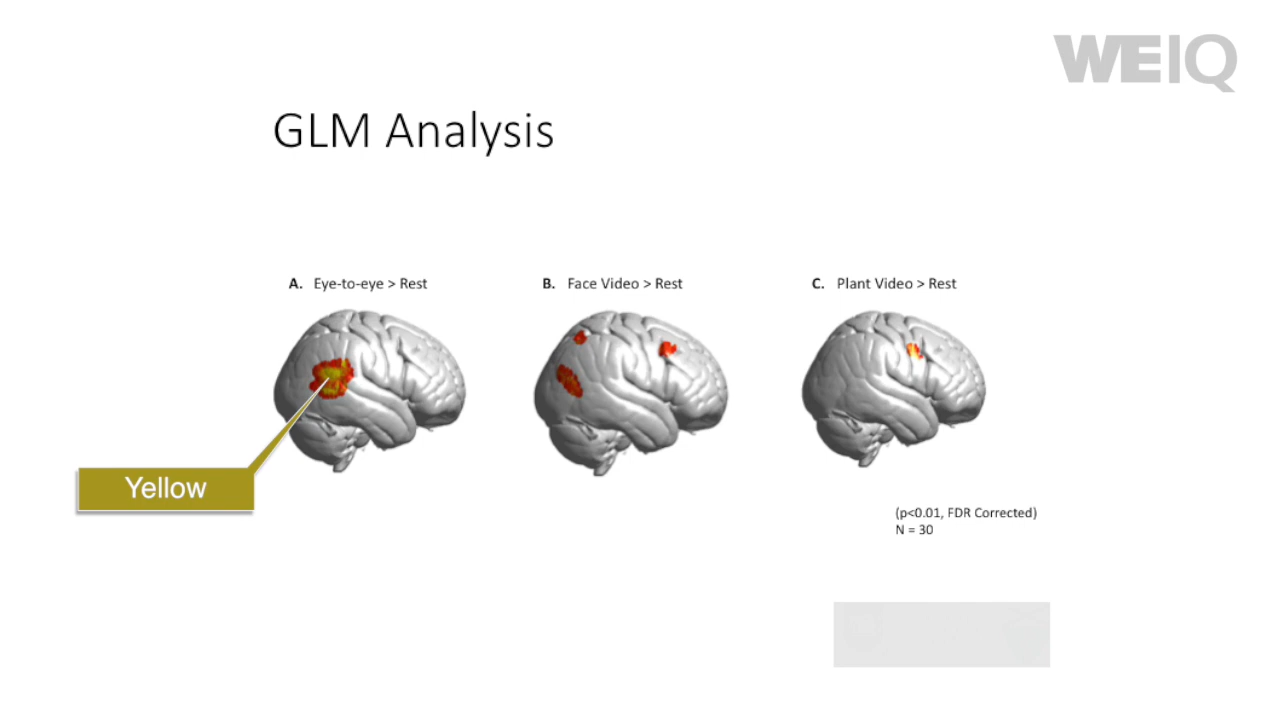 WEIQ
GLM Analysis
A. Eye-to-eye > Rest
B. Face Video > Rest
C. Plant Video > Rest
Yellow
(p<0.01, FDR Corrected)
N = 30